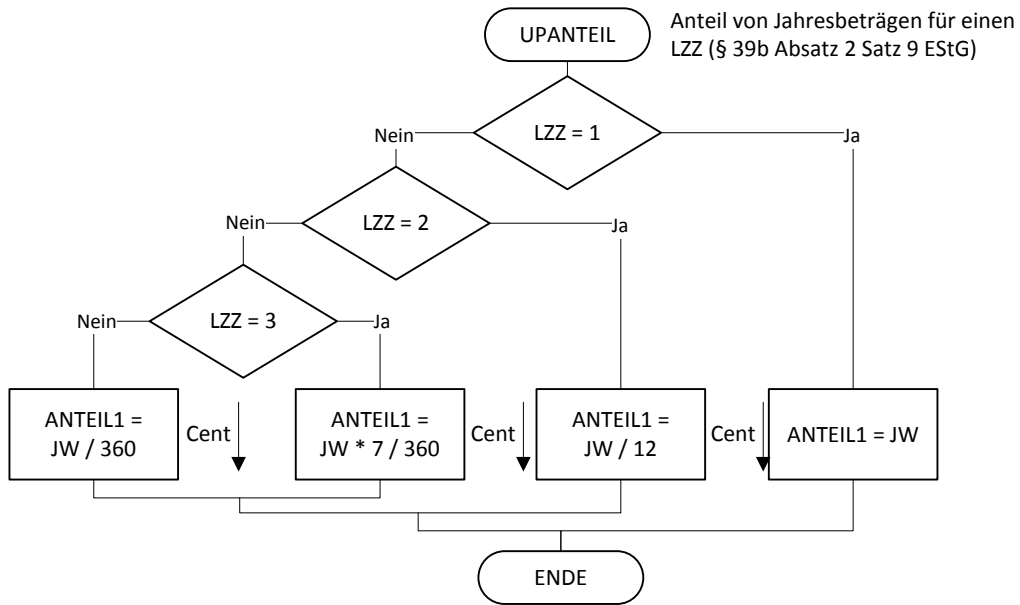 UPANTEIL
Anteil von Jahresbeträgen für einen
LZZ (§ 39b Absatz 2 Satz 9 EStG)
LZZ = 1
Nein
Ja
LZZ = 2
Nein
Ja
LZZ = 3
Nein
Ja
ANTEIL1 =
JW / 360
Cent
ANTEIL1 =
JW * 7 / 360
Cent
ANTEIL1 =
JW / 12
Cent
ANTEIL1 = JW
ENDE